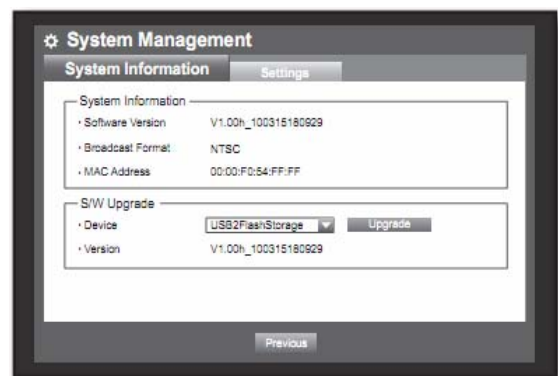 System Management
System Information Settings
System Information
• Software Version V1.00h_100315180929
• Broadcast Format NTSC
• MAC Address 00:00:F0:54:FF:FF
S/W Upgrade
• Device USB2FlashStorage Upgrade
• Version V1.00h_100315180929
Previous